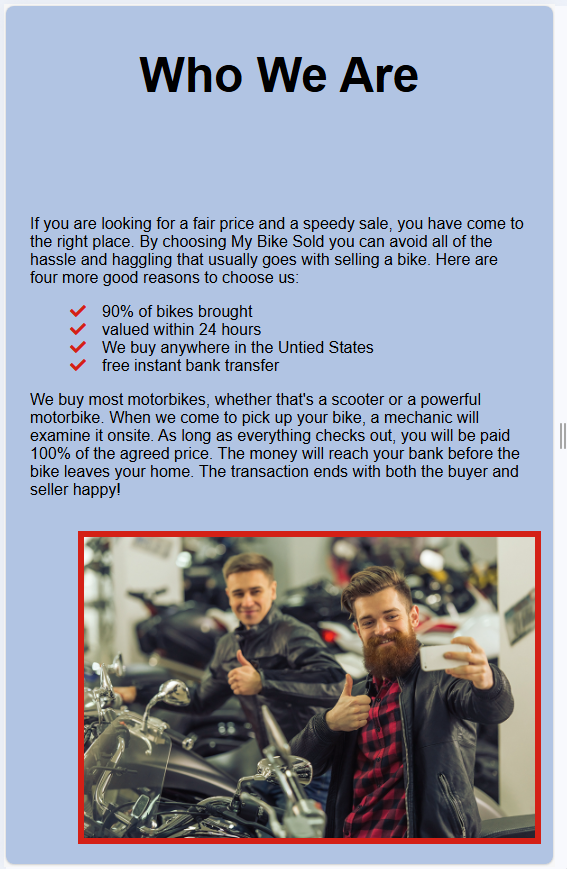 Who We Are
If you are looking for a fair price and a speedy sale, you have come to
the right place. By choosing My Bike Sold you can avoid all of the
hassle and haggling that usually goes with selling a bike. Here are
four more good reasons to choose us:
90% of bikes brought
valued within 24 hours
We buy anywhere in the Untied States
free instant bank transfer
We buy most motorbikes, whether that's a scooter or a powerful
motorbike. When we come to pick up your bike, a mechanic will
examine it onsite. As long as everything checks out, you will be paid
100% of the agreed price. The money will reach your bank before the
bike leaves your home. The transaction ends with both the buyer and
seller happy!